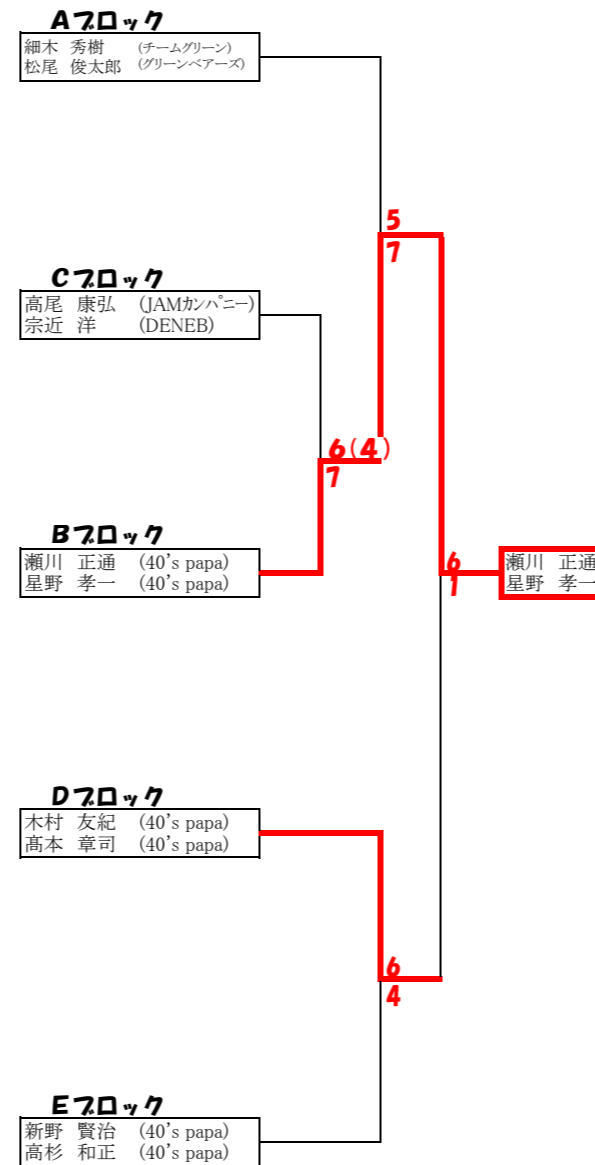 Aブロック
細木 秀樹 (チームグリーン)
松尾 俊太郎 (グリーンベアーズ)
5
7
Cブロック
高尾 康弘 (JAMカンパニー)
宗近 洋 (DENEB)
6(4)
7
Bブロック
瀬川 正通 (40's papa)
星野 孝一 (40's papa)
6
1
瀬川 正通
星野 孝一
Dブロック
木村 友紀 (40's papa)
髙本 章司 (40's papa)
6
4
Eブロック
新野 賢治 (40's papa)
高杉 和正 (40's papa)